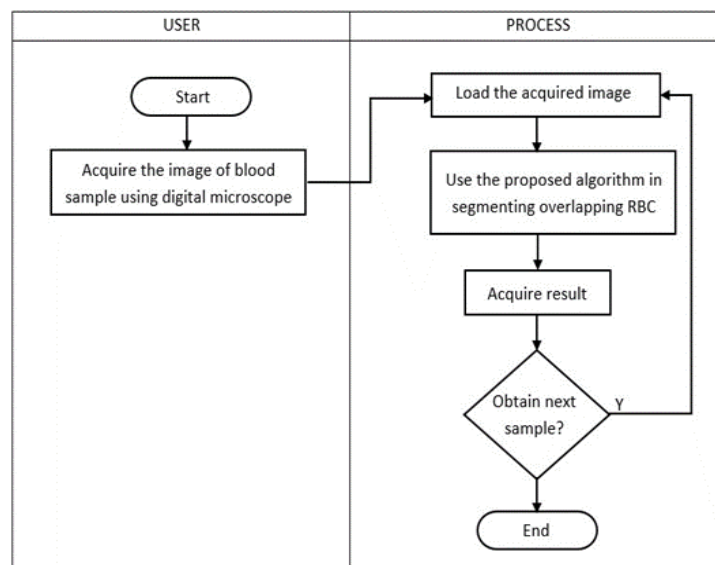 USER
PROCESS
Start
Acquire the image of blood
sample using digital microscope
Load the acquired image
Use the proposed algorithm in
segmenting overlapping RBC
Acquire result
Obtain next
sample?
Y
End